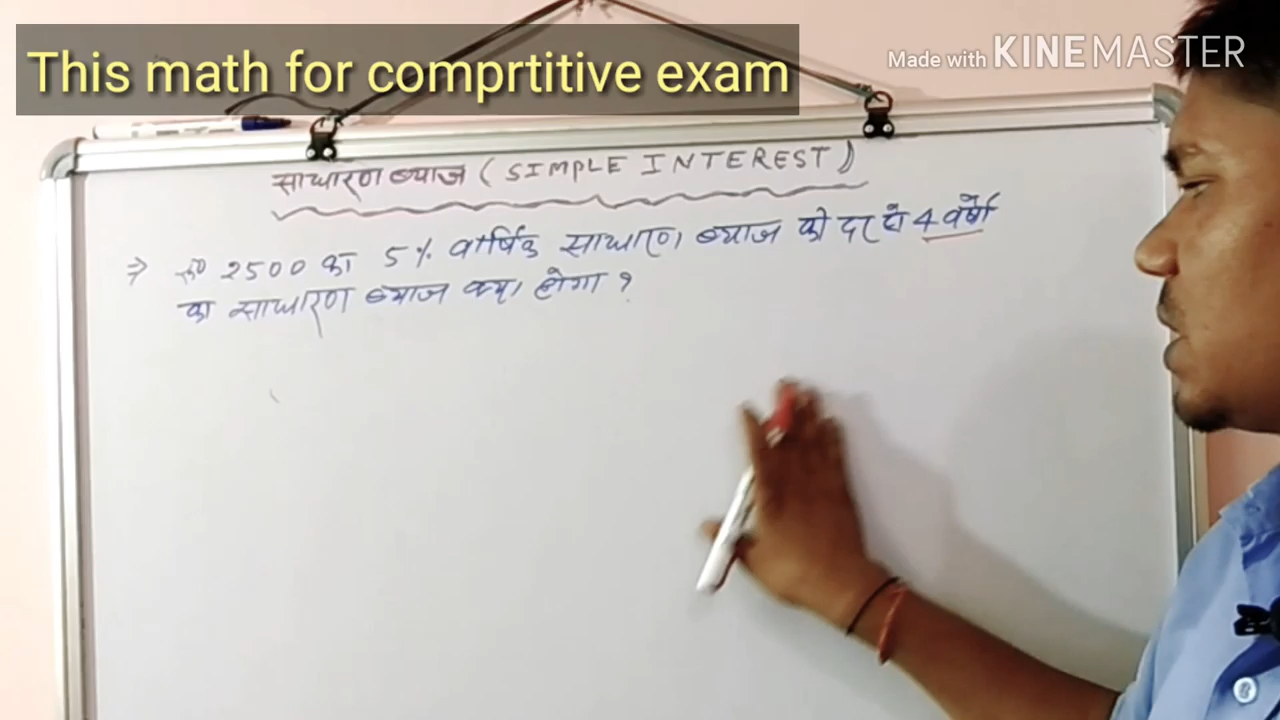 This math for comprtitive exam
Made with KINEMASTER
साधारण ब्याज ( SIMPLE INTEREST )
⇒ रू० 2500 का 5% वार्षिक साधारण ब्याज की दर से 4 वर्षो
का साधारण ब्याज क्या होगा ?